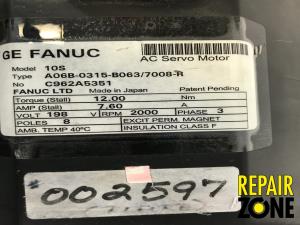 GE FANUC
AC Servo Motor
Model 10S
Type A06B-0315-B063/7008-R
No C962A5351
FANUC LTD Made in Japan Patent Pending
Torque (Stall) 12.00 Nm
AMP (Stall) 7.60 A
VOLT 198 V RPM 2000 PHASE 3
POLES 8 EXCIT PERM. MAGNET
AMB. TEMP 40°C INSULATION CLASS F
002597
REPAIR
ZONE